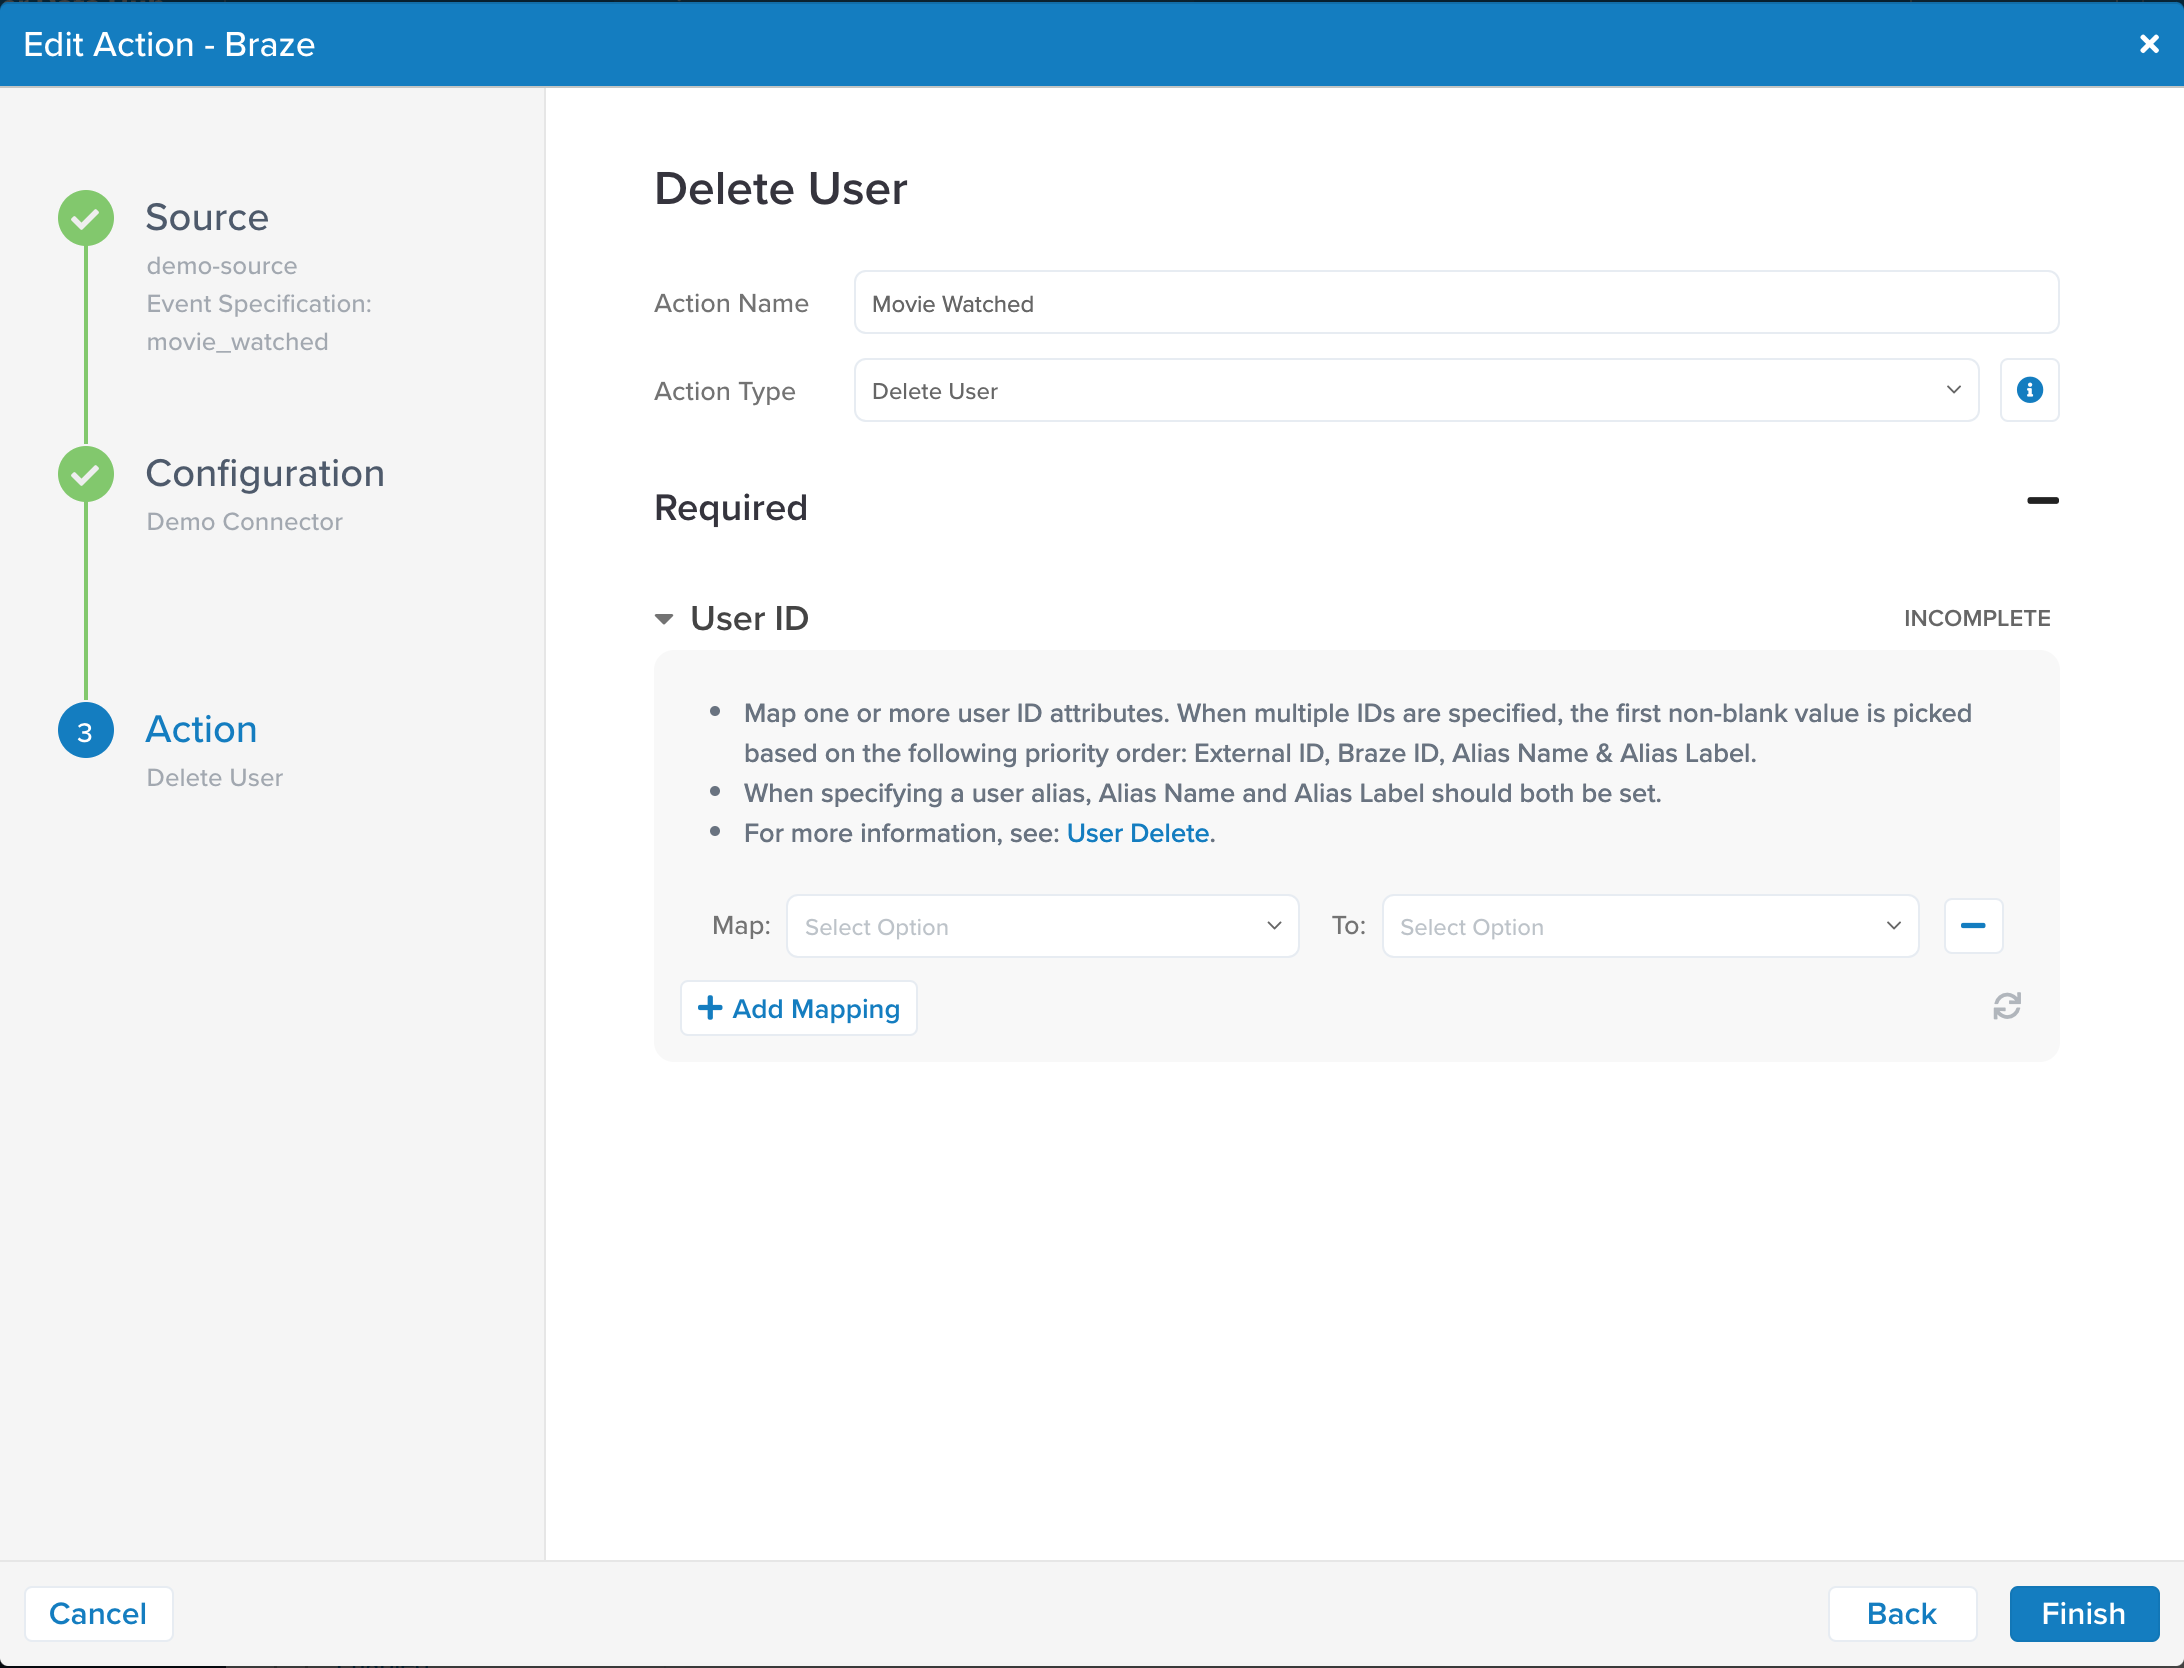 Edit Action - Braze
Source
demo-source
Event Specification:
movie_watched
Configuration
Demo Connector
3
Action
Delete User
Delete User
Action Name
Movie Watched
Action Type
Delete User
Required
User ID
INCOMPLETE
Map one or more user ID attributes. When multiple IDs are specified, the first non-blank value is picked
based on the following priority order: External ID, Braze ID, Alias Name & Alias Label.
When specifying a user alias, Alias Name and Alias Label should both be set.
For more information, see: User Delete.
Map:
Select Option
To:
Select Option
Add Mapping
Cancel
Back
Finish